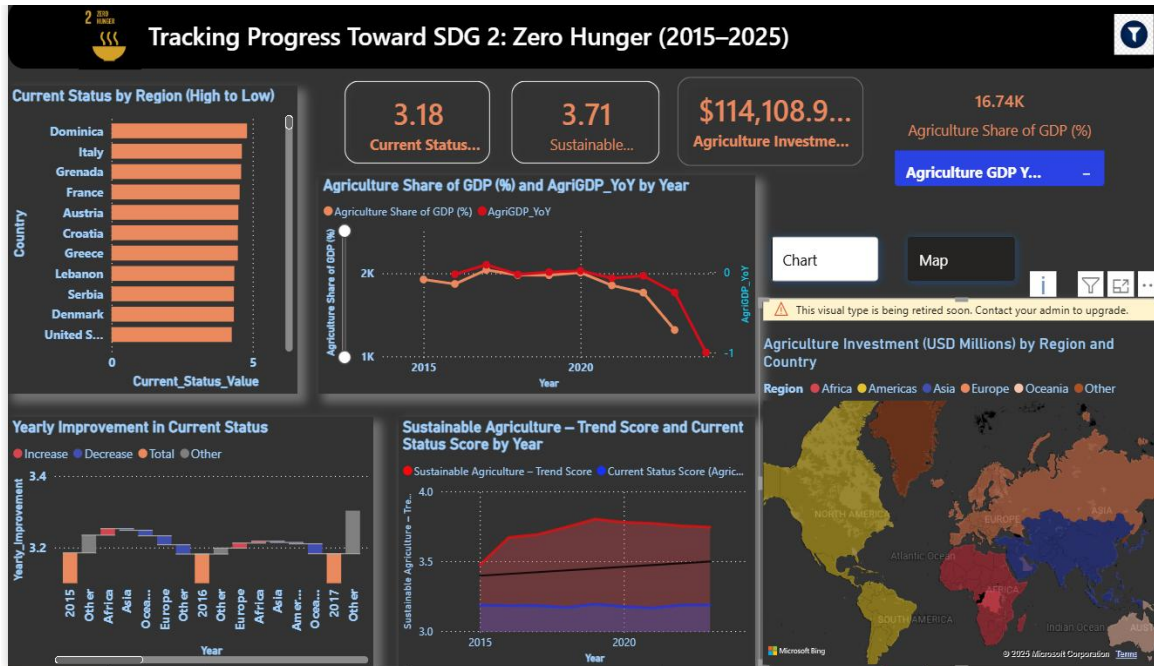 2 ZERO
HUNGER
Tracking Progress Toward SDG 2: Zero Hunger (2015–2025)
Current Status by Region (High to Low)
Country
Dominica
Italy
Grenada
France
Austria
Croatia
Greece
Lebanon
Serbia
Denmark
United S...
0 5
Current_Status_Value
3.18
Current Status...
3.71
Sustainable...
$114,108.9...
Agriculture Investme...
16.74K
Agriculture Share of GDP (%)
Agriculture GDP Y... –
Agriculture Share of GDP (%) and AgriGDP_YoY by Year
Agriculture Share of GDP (%) AgriGDP_YoY
Agriculture Share of GDP (%)
2K
1K
0
-1
AgriGDP_YoY
2015 2020
Year
Chart
Map
i
This visual type is being retired soon. Contact your admin to upgrade.
Agriculture Investment (USD Millions) by Region and
Country
Region Africa Americas Asia Europe Oceania Other
NORTH AMERICA
EUROPE
ASIA
Atlantic Ocean
AFRICA
SOUTH AMERICA
Indian Ocean
AUST
Microsoft Bing
© 2025 Microsoft Corporation Terms
Yearly Improvement in Current Status
Increase Decrease Total Other
Yearly_Improvement
3.4
3.2
2015 Other Africa Asia Ocea... Europe Other 2016 Other Europe Africa Asia Amer... Ocea... Other 2017 Other
Year
Sustainable Agriculture – Trend Score and Current
Status Score by Year
Sustainable Agriculture – Trend Score Current Status Score (Agric...
Sustainable Agriculture – Tre...
4.0
3.5
3.0
2015 2020
Year